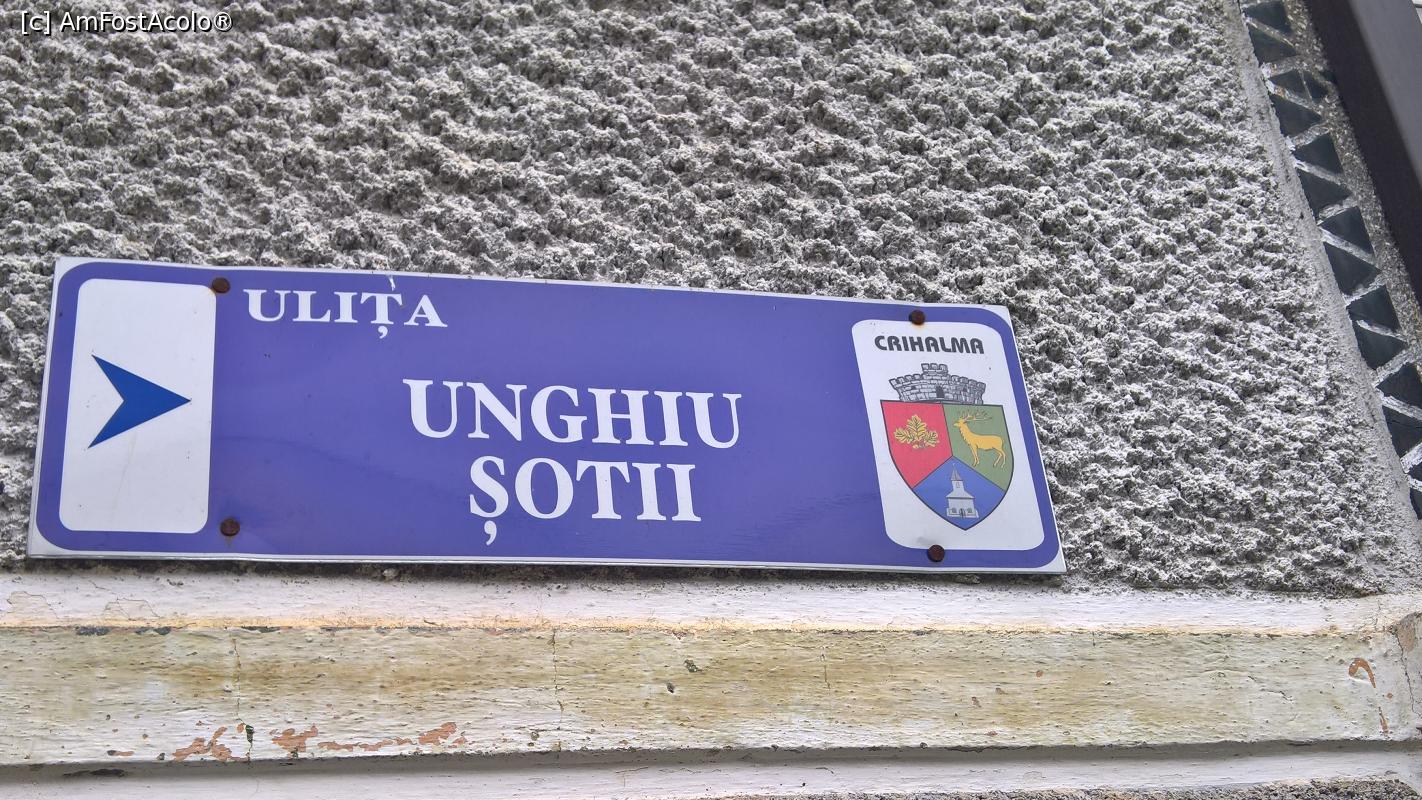 [c] AmFostAcolo®
ULIȚA
UNGHIU
ȘOTII
CRIHALMA